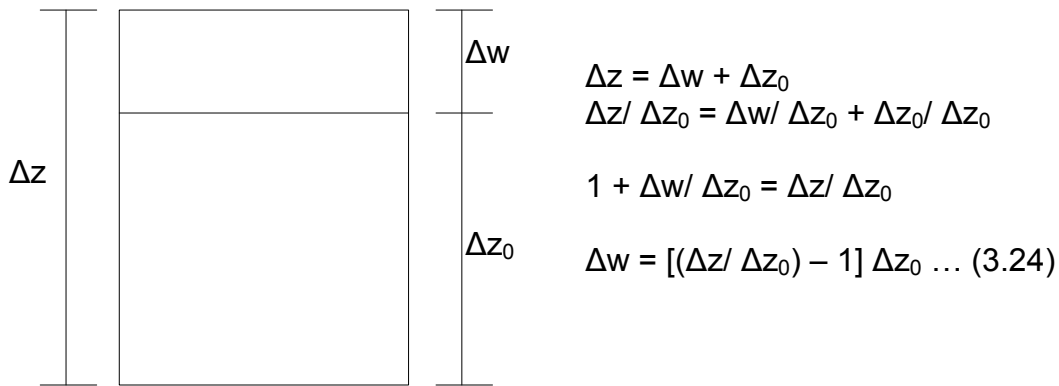 Δz
Δw
Δz₀
Δz = Δw + Δz₀
Δz/ Δz₀ = Δw/ Δz₀ + Δz₀/ Δz₀
1 + Δw/ Δz₀ = Δz/ Δz₀
Δw = [(Δz/ Δz₀) – 1] Δz₀ … (3.24)